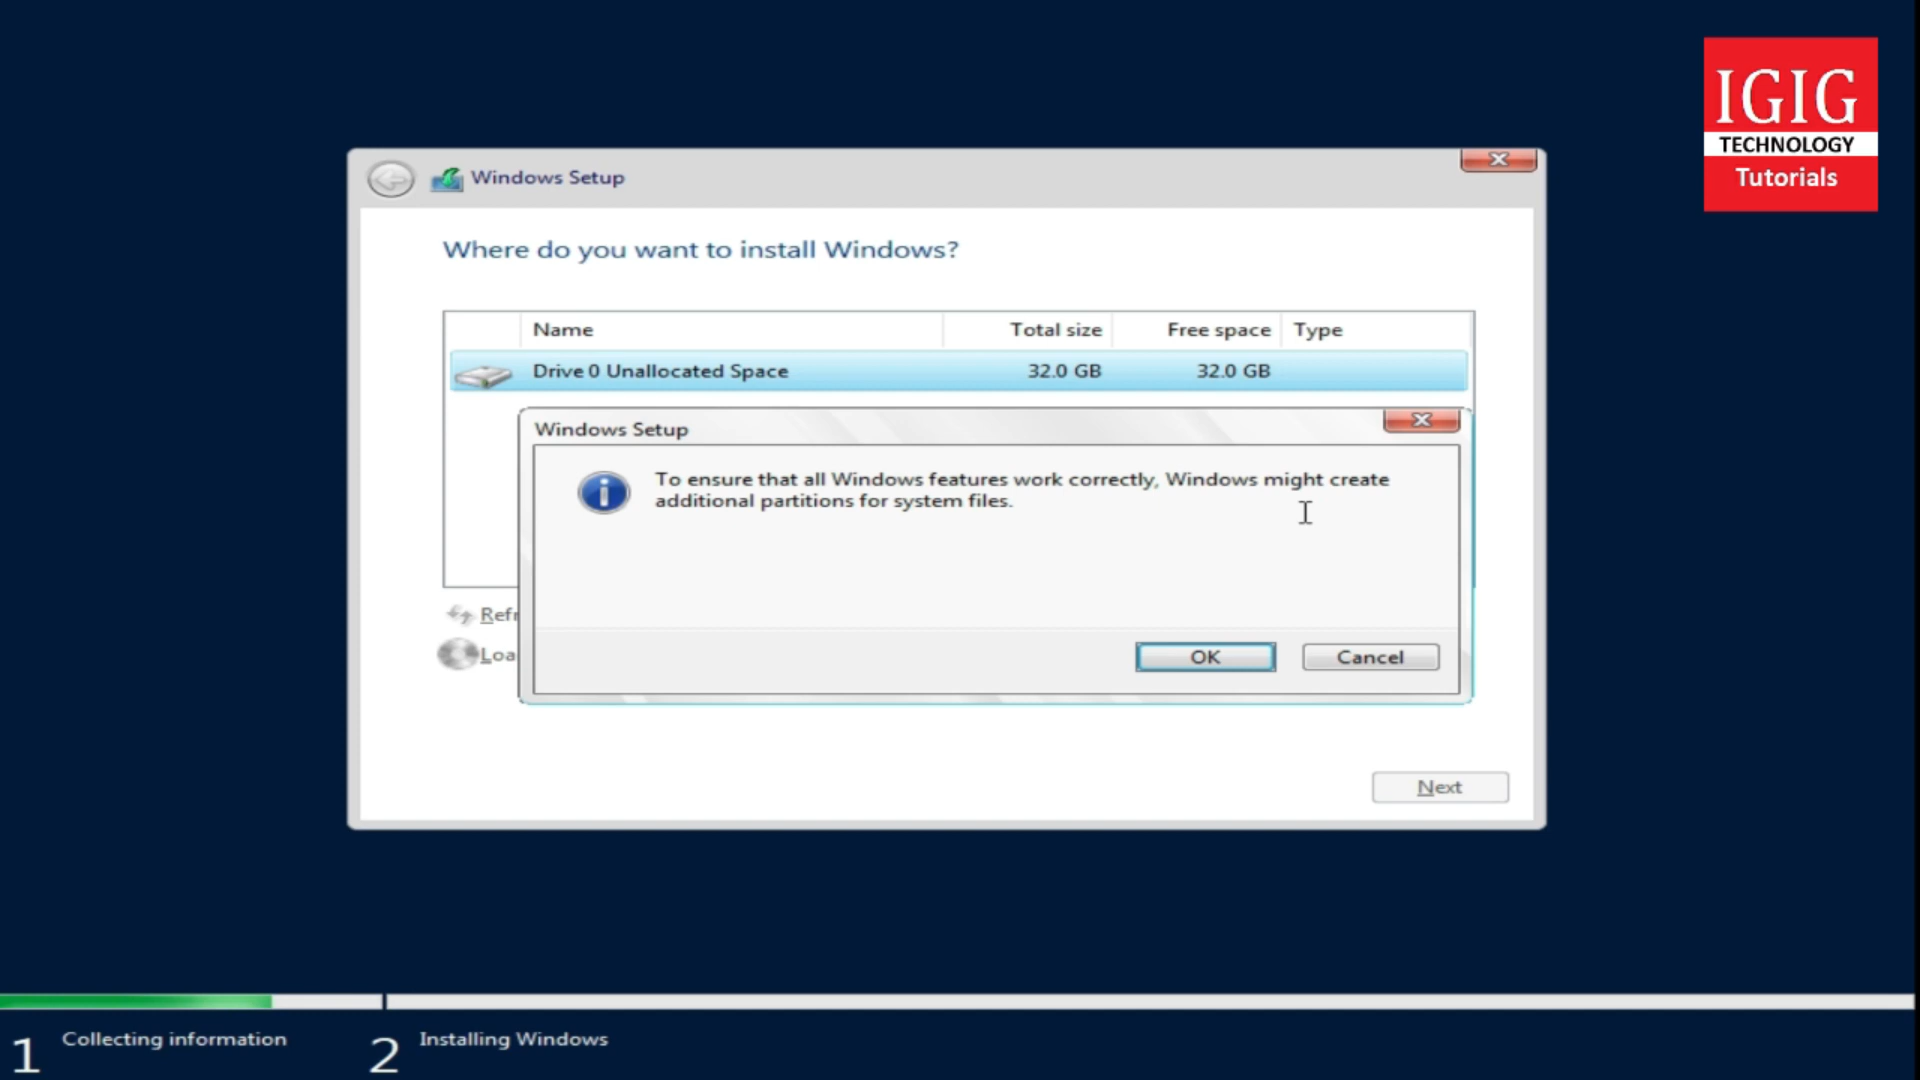 IGIG
TECHNOLOGY
Tutorials
Windows Setup
Where do you want to install Windows?
Name Total size Free space Type
Drive 0 Unallocated Space 32.0 GB 32.0 GB
Windows Setup
To ensure that all Windows features work correctly, Windows might create
additional partitions for system files.
Refr
Loa
OK Cancel
Next
1 Collecting information 2 Installing Windows